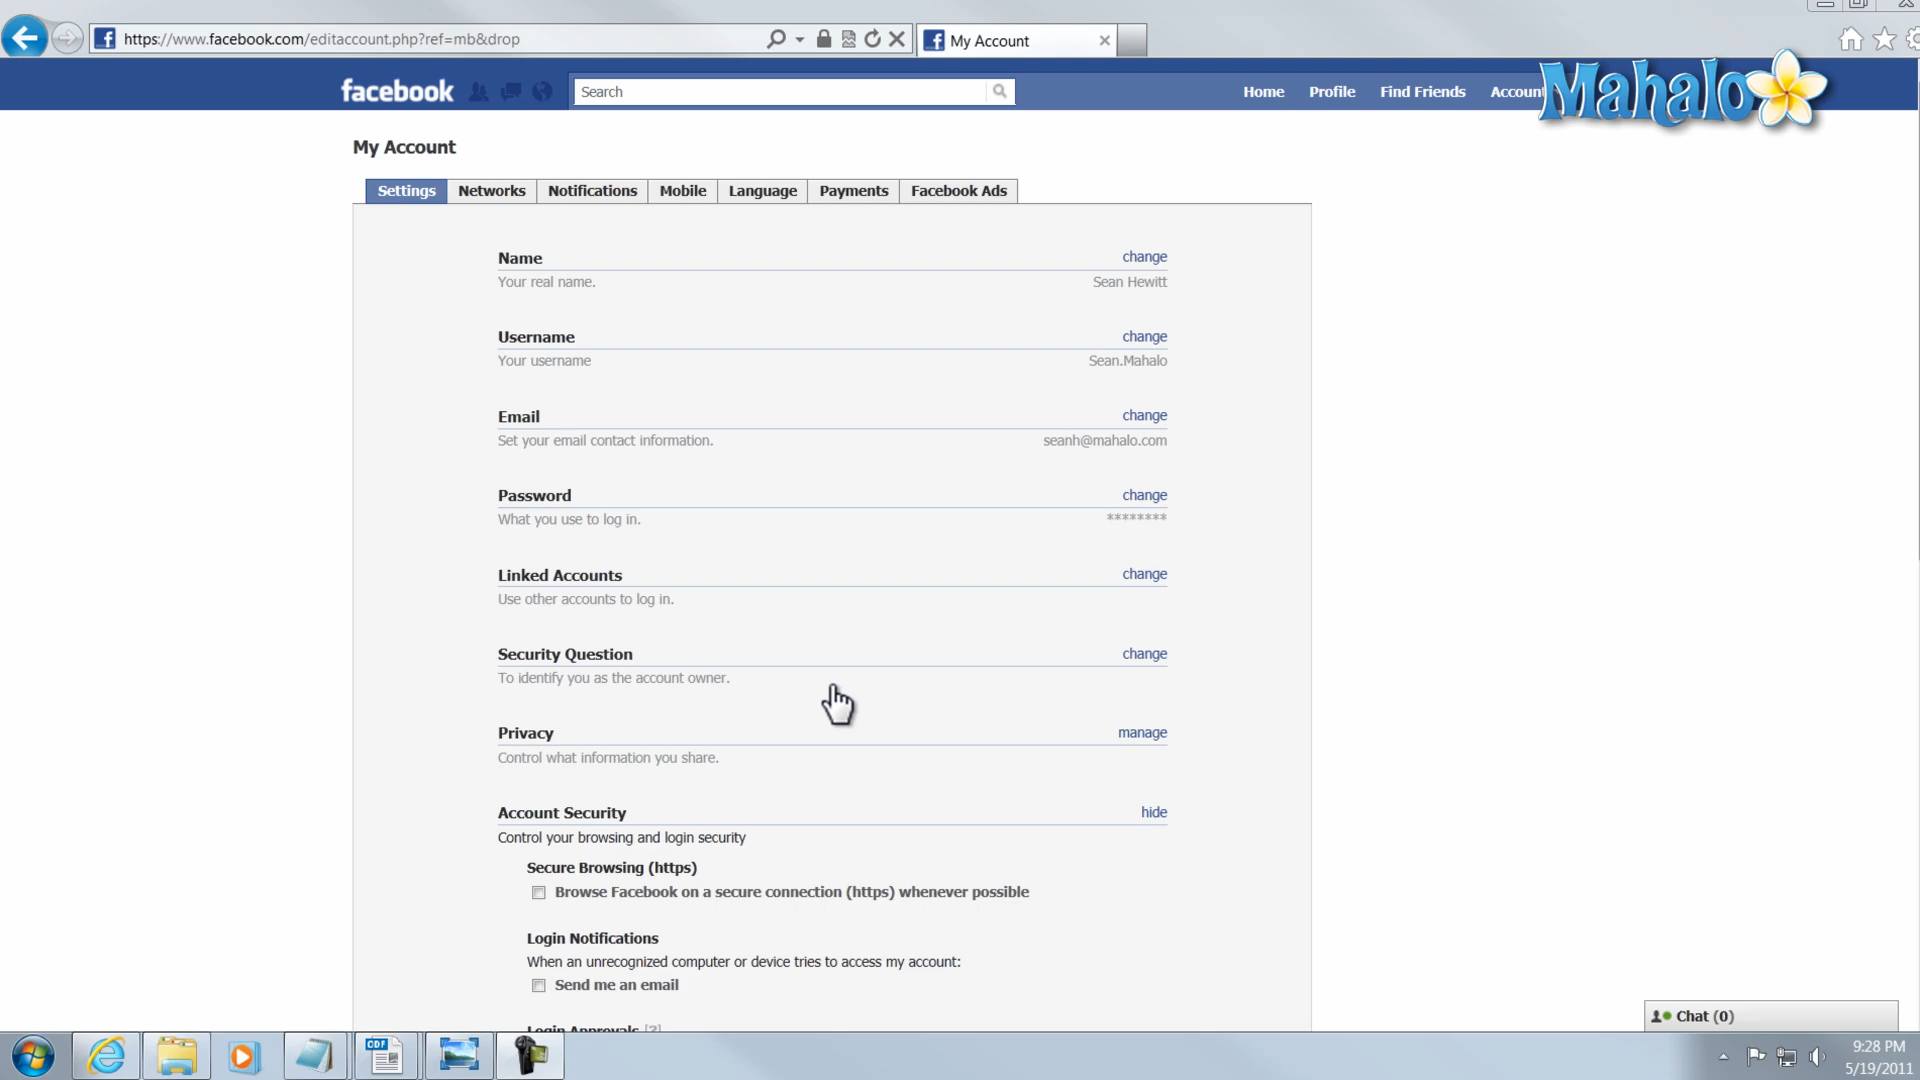 https://www.facebook.com/editaccount.php?ref=mb&drop
My Account
facebook
Search
Home
Profile
Find Friends
Account
Mahalo
My Account
Settings
Networks
Notifications
Mobile
Language
Payments
Facebook Ads
Name
change
Your real name.
Sean Hewitt
Username
change
Your username
Sean.Mahalo
Email
change
Set your email contact information.
seanh@mahalo.com
Password
change
What you use to log in.
********
Linked Accounts
change
Use other accounts to log in.
Security Question
change
To identify you as the account owner.
Privacy
manage
Control what information you share.
Account Security
hide
Control your browsing and login security
Secure Browsing (https)
Browse Facebook on a secure connection (https) whenever possible
Login Notifications
When an unrecognized computer or device tries to access my account:
Send me an email
Login Approvals [?]
Chat (0)
ODF
9:28 PM
5/19/2011